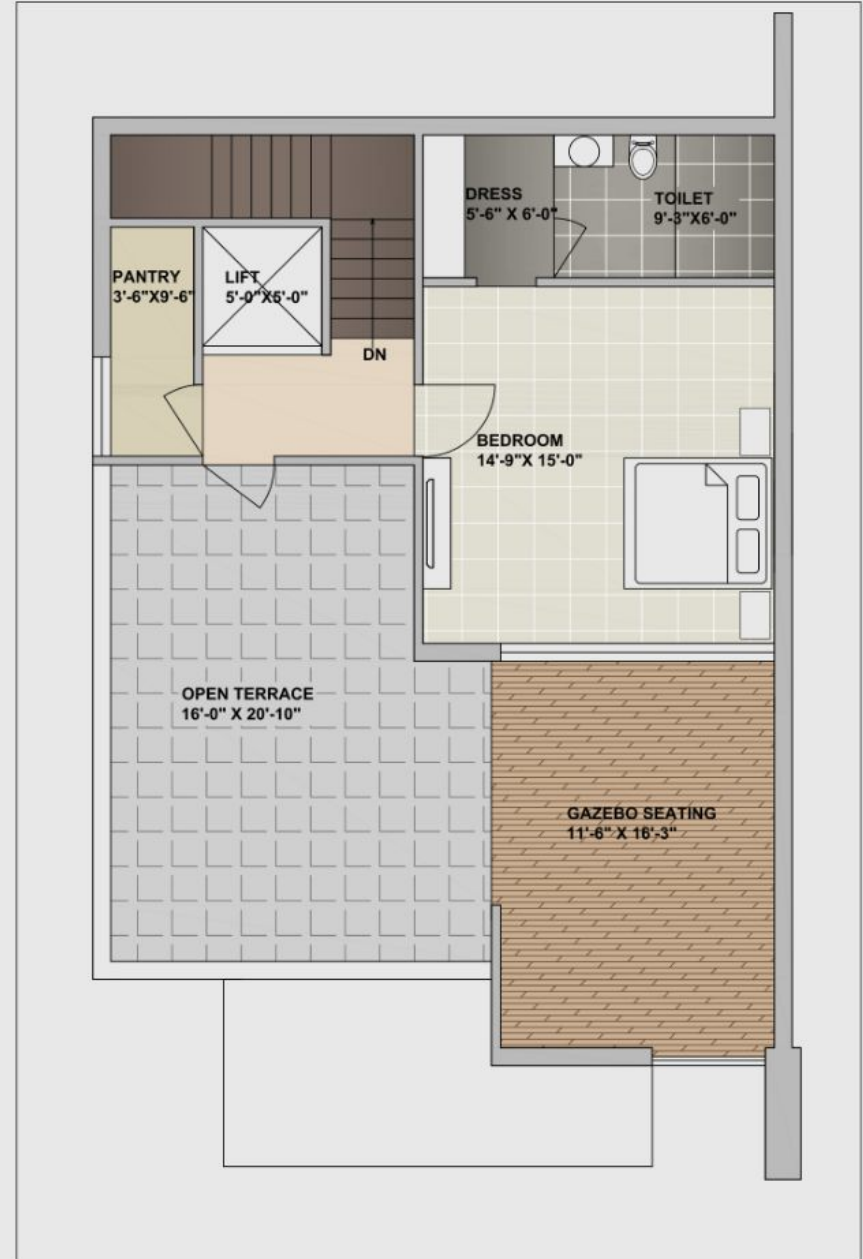 DRESS
5'-6" X 6'-0"
TOILET
9'-3"X6'-0"
PANTRY
3'-6"X9'-6"
LIFT
5'-0"X5'-0"
DN
BEDROOM
14'-9"X 15'-0"
OPEN TERRACE
16'-0" X 20'-10"
GAZEBO SEATING
11'-6" X 16'-3"